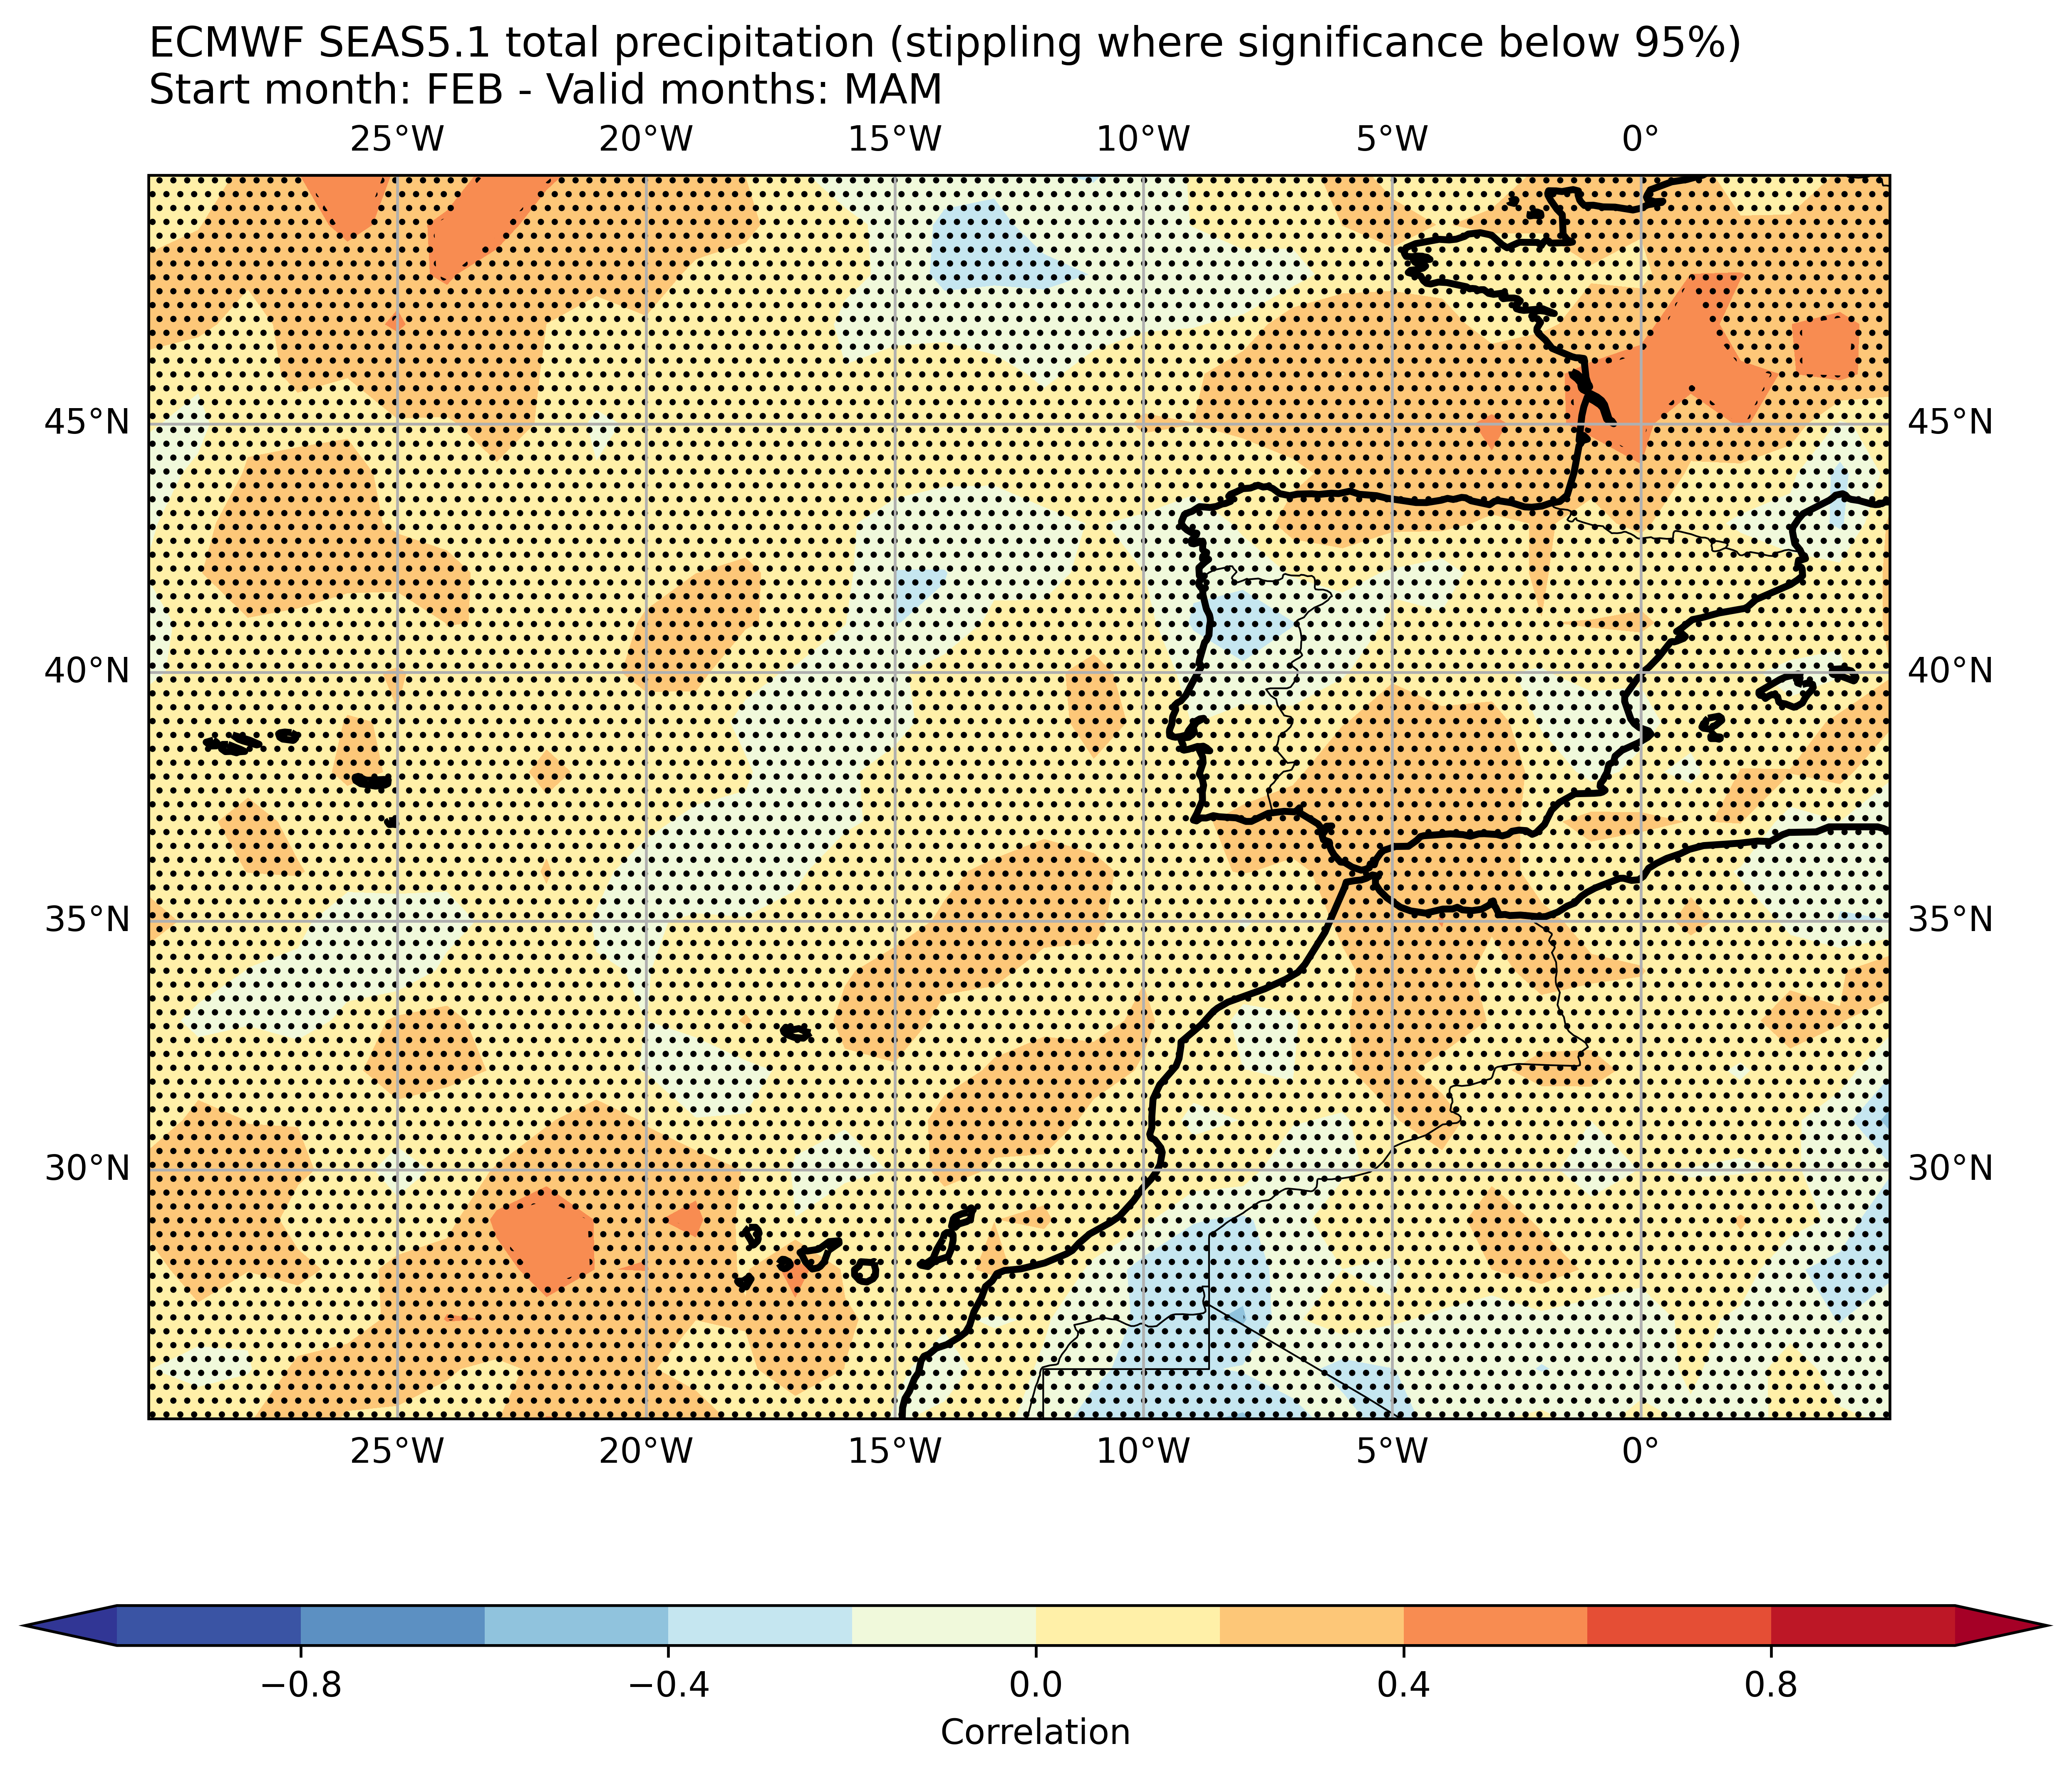 ECMWF SEAS5.1 total precipitation (stippling where significance below 95%)
Start month: FEB - Valid months: MAM
25°W 20°W 15°W 10°W 5°W 0°
45°N 45°N
40°N 40°N
35°N 35°N
30°N 30°N
25°W 20°W 15°W 10°W 5°W 0°
−0.8 −0.4 0.0 0.4 0.8
Correlation